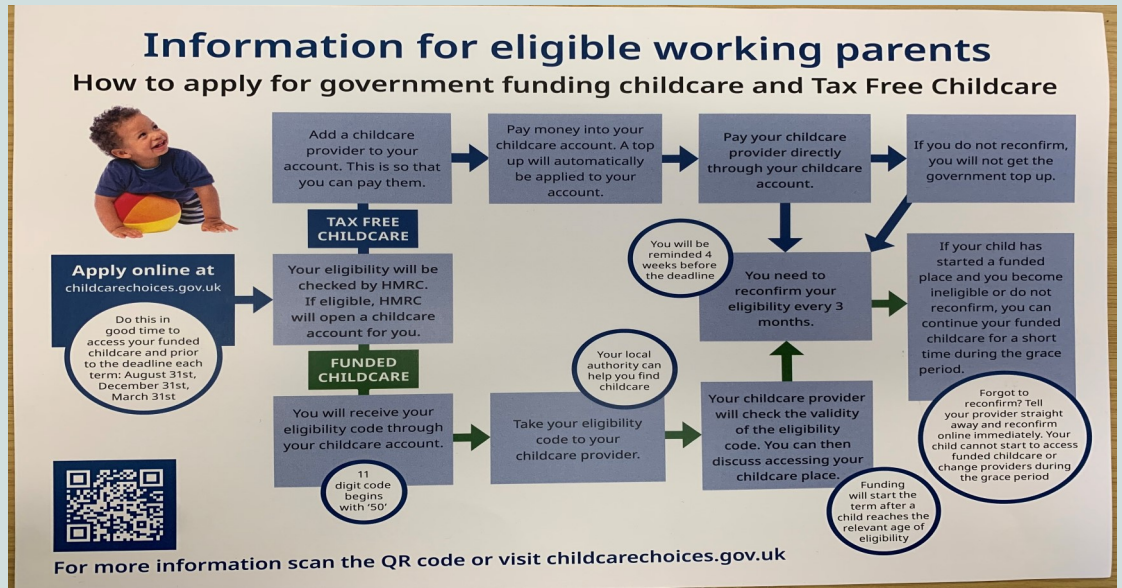 Information for eligible working parents
How to apply for government funding childcare and Tax Free Childcare
Apply online at
childcarechoices.gov.uk
Do this in
good time to
access your funded
childcare and prior
to the deadline each
term: August 31st,
December 31st,
March 31st
Your eligibility will be
checked by HMRC.
If eligible, HMRC
will open a childcare
account for you.
TAX FREE
CHILDCARE
Add a childcare
provider to your
account. This is so that
you can pay them.
Pay money into your
childcare account. A top
up will automatically
be applied to your
account.
Pay your childcare
provider directly
through your childcare
account.
If you do not reconfirm,
you will not get the
government top up.
You will be
reminded 4
weeks before
the deadline
You need to
reconfirm your
eligibility every 3
months.
If your child has
started a funded
place and you become
ineligible or do not
reconfirm, you can
continue your funded
childcare for a short
time during the grace
period.
FUNDED
CHILDCARE
You will receive your
eligibility code through
your childcare account.
11
digit code
begins
with ‘50’
Take your eligibility
code to your
childcare provider.
Your local
authority can
help you find
childcare
Your childcare provider
will check the validity
of the eligibility
code. You can then
discuss accessing your
childcare place.
Funding
will start the
term after a
child reaches the
relevant age of
eligibility
Forgot to
reconfirm? Tell
your provider straight
away and reconfirm
online immediately. Your
child cannot start to access
funded childcare or
change providers during
the grace period
For more information scan the QR code or visit childcarechoices.gov.uk